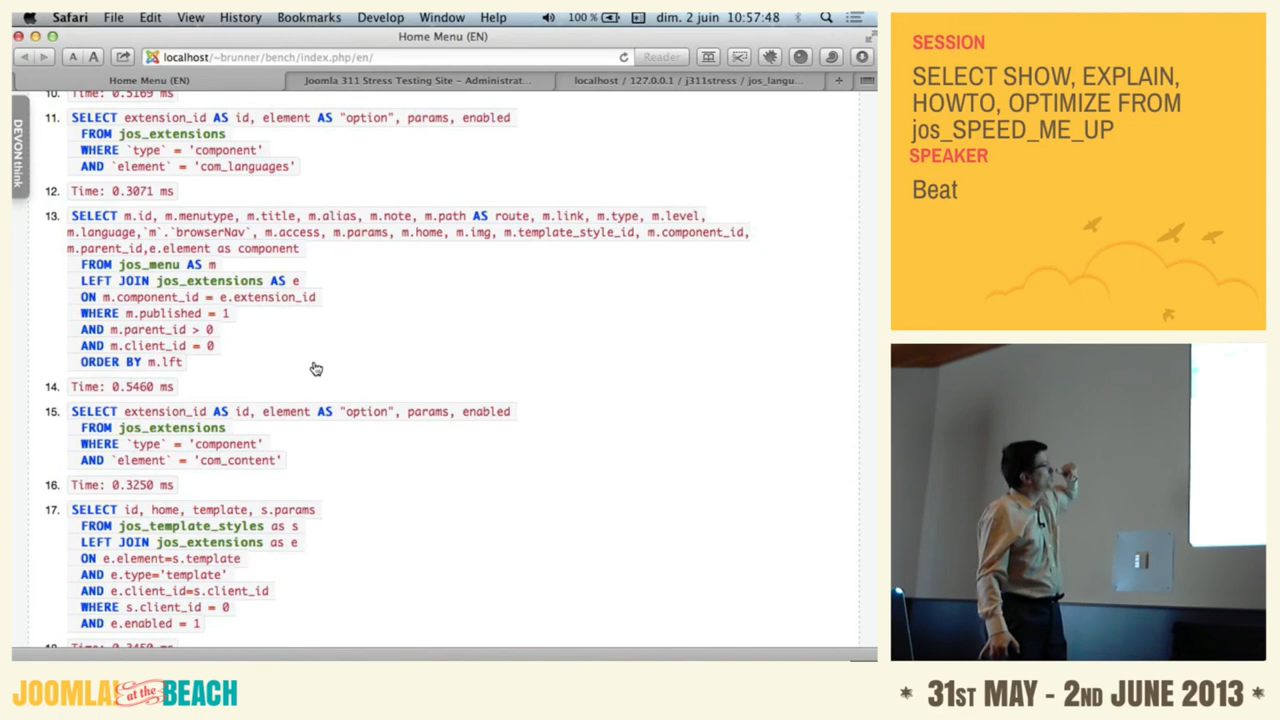 Safari File Edit View History Bookmarks Develop Window Help 100 % dim. 2 juin 10:57:48
Home Menu (EN)
A A localhost/~brunner/bench/index.php/en/ Reader
Home Menu (EN) Joomla 311 Stress Testing Site - Administrat... localhost / 127.0.0.1 / j311stress / jos_langu... +
DEVONthink
10. Time: 0.5169 ms
11. SELECT extension_id AS id, element AS "option", params, enabled
FROM jos_extensions
WHERE `type` = 'component'
AND `element` = 'com_languages'
12. Time: 0.3071 ms
13. SELECT m.id, m.menutype, m.title, m.alias, m.note, m.path AS route, m.link, m.type, m.level,
m.language,`m`.`browserNav`, m.access, m.params, m.home, m.img, m.template_style_id, m.component_id,
m.parent_id,e.element as component
FROM jos_menu AS m
LEFT JOIN jos_extensions AS e
ON m.component_id = e.extension_id
WHERE m.published = 1
AND m.parent_id > 0
AND m.client_id = 0
ORDER BY m.lft
14. Time: 0.5460 ms
15. SELECT extension_id AS id, element AS "option", params, enabled
FROM jos_extensions
WHERE `type` = 'component'
AND `element` = 'com_content'
16. Time: 0.3250 ms
17. SELECT id, home, template, s.params
FROM jos_template_styles as s
LEFT JOIN jos_extensions as e
ON e.element=s.template
AND e.type='template'
AND e.client_id=s.client_id
WHERE s.client_id = 0
AND e.enabled = 1
SESSION
SELECT SHOW, EXPLAIN,
HOWTO, OPTIMIZE FROM
jos_SPEED_ME_UP
SPEAKER
Beat
JOOMLA! at the BEACH
* 31ST MAY - 2ND JUNE 2013 *